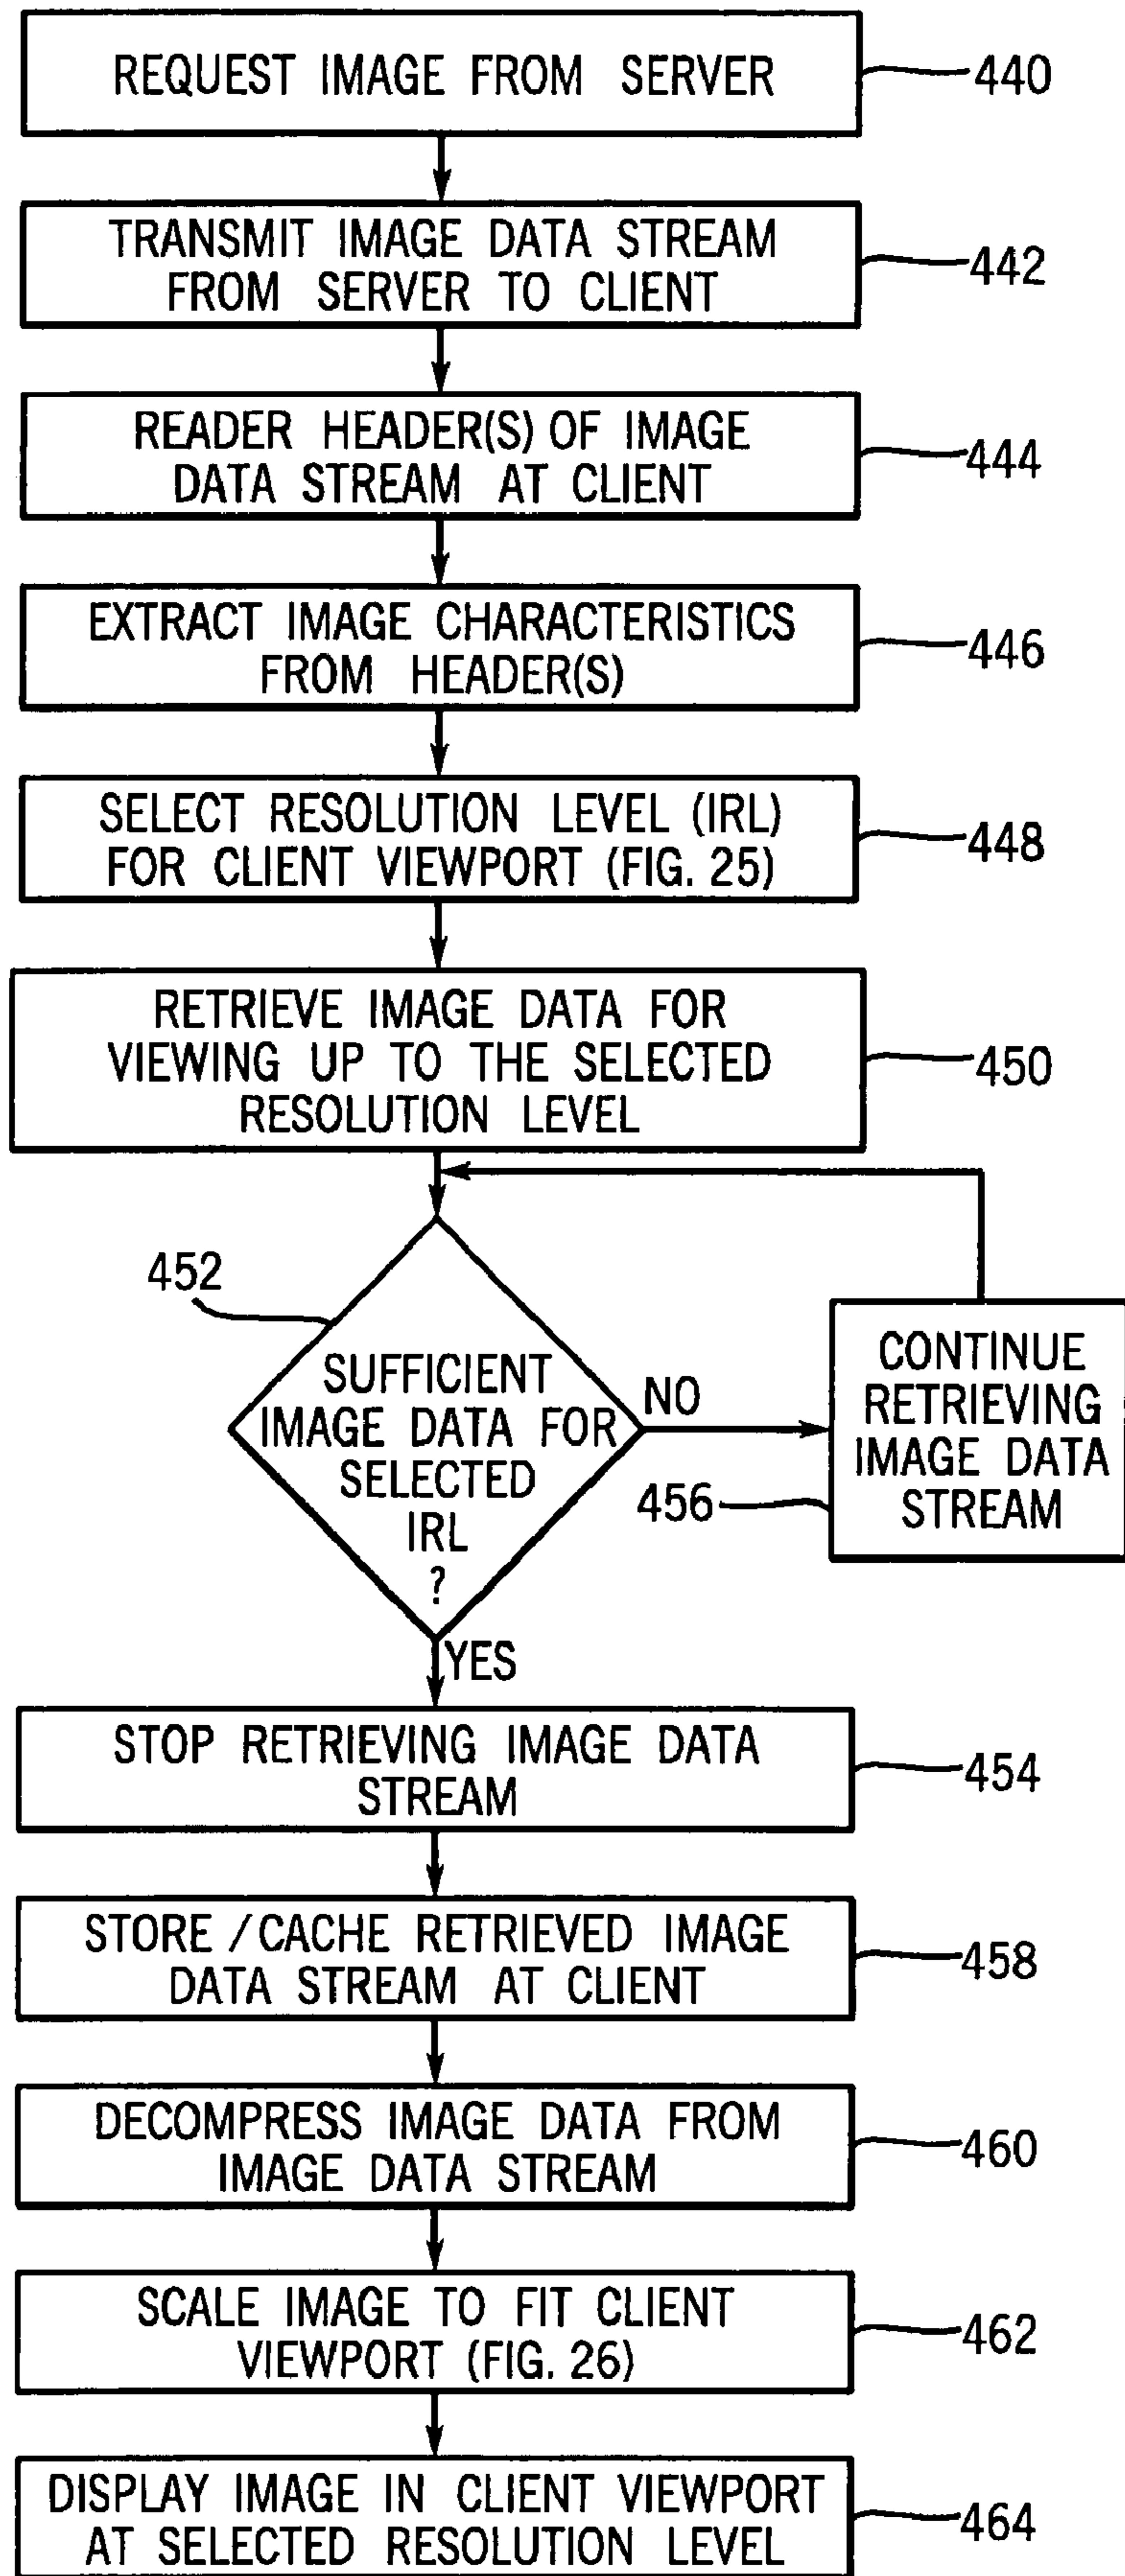 REQUEST IMAGE FROM SERVER
440
TRANSMIT IMAGE DATA STREAM
FROM SERVER TO CLIENT
442
READER HEADER(S) OF IMAGE
DATA STREAM AT CLIENT
444
EXTRACT IMAGE CHARACTERISTICS
FROM HEADER(S)
446
SELECT RESOLUTION LEVEL (IRL)
FOR CLIENT VIEWPORT (FIG. 25)
448
RETRIEVE IMAGE DATA FOR
VIEWING UP TO THE SELECTED
RESOLUTION LEVEL
450
452
SUFFICIENT
IMAGE DATA FOR
SELECTED
IRL
?
NO
CONTINUE
RETRIEVING
IMAGE DATA
STREAM
456
YES
STOP RETRIEVING IMAGE DATA
STREAM
454
STORE / CACHE RETRIEVED IMAGE
DATA STREAM AT CLIENT
458
DECOMPRESS IMAGE DATA FROM
IMAGE DATA STREAM
460
SCALE IMAGE TO FIT CLIENT
VIEWPORT (FIG. 26)
462
DISPLAY IMAGE IN CLIENT VIEWPORT
AT SELECTED RESOLUTION LEVEL
464